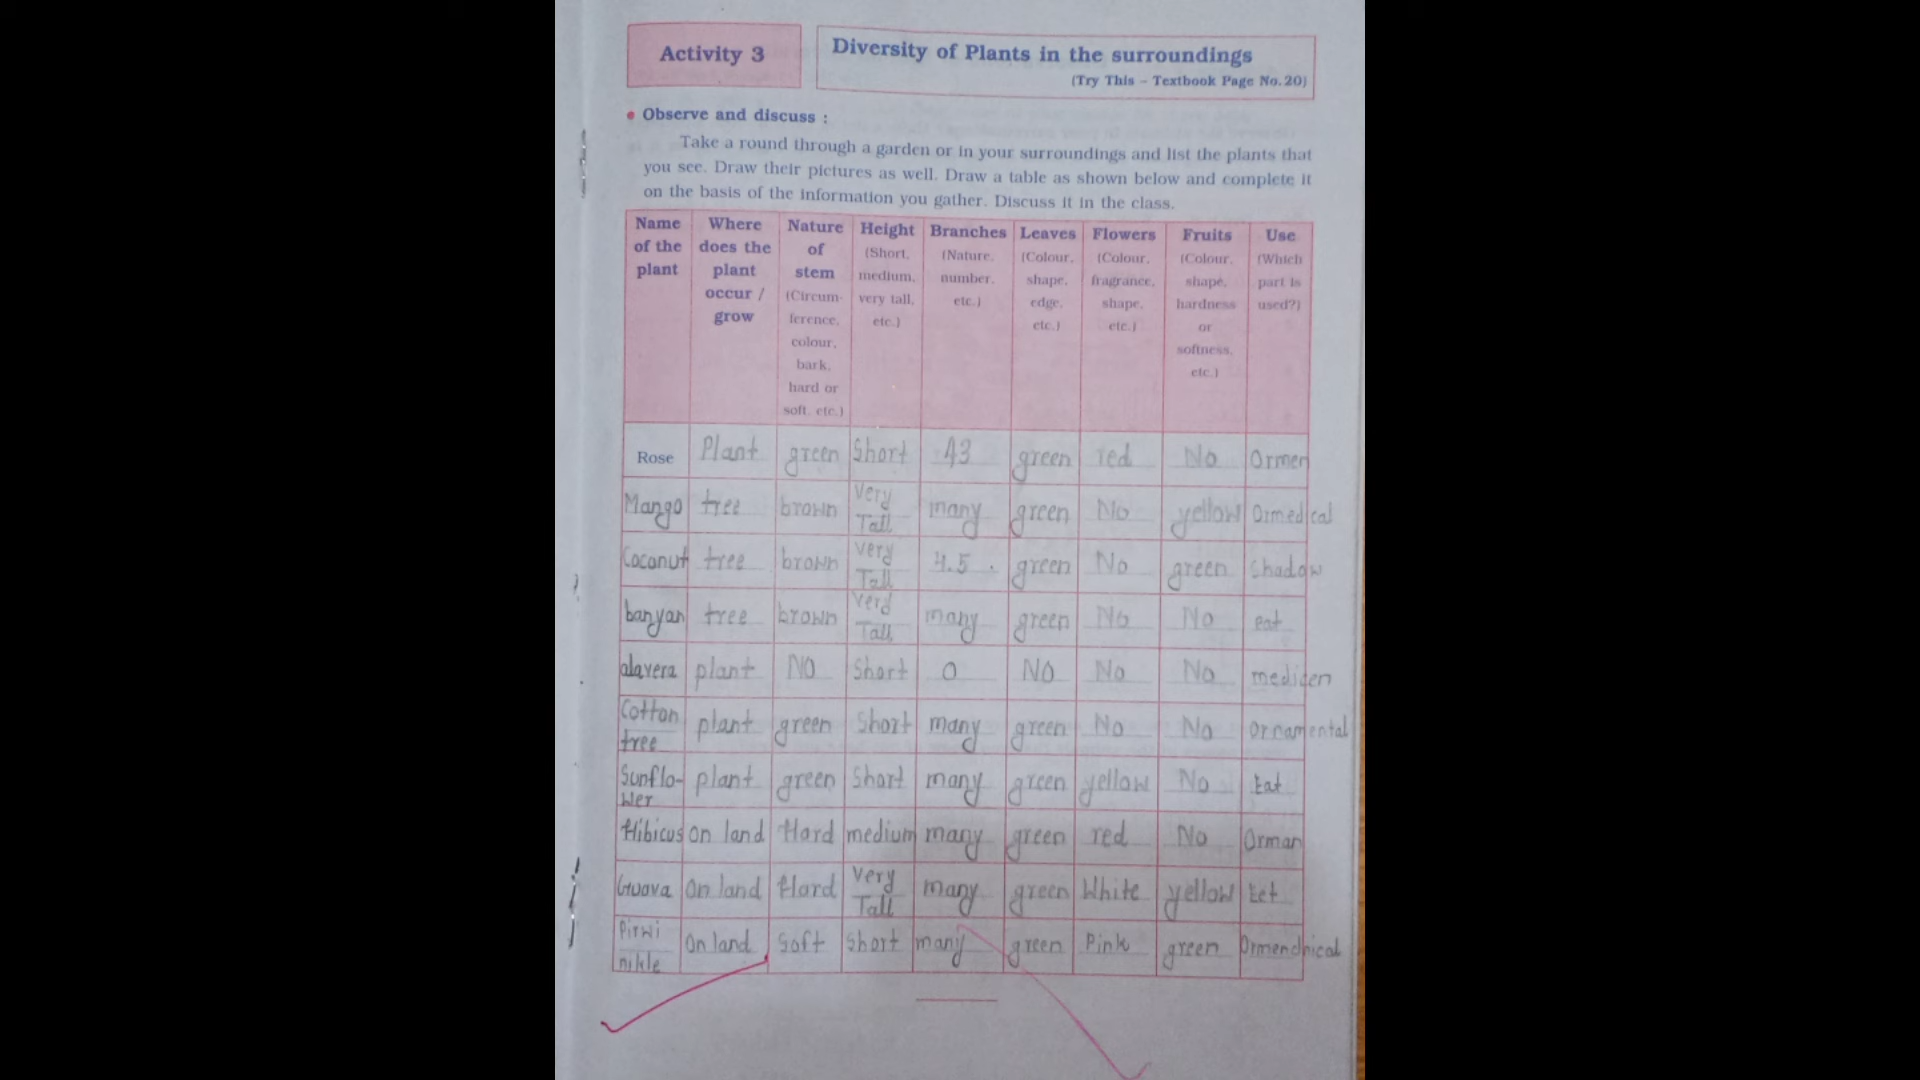 Activity 3
Diversity of Plants in the surroundings
(Try This – Textbook Page No. 20)
• Observe and discuss :
Take a round through a garden or in your surroundings and list the plants that
you see. Draw their pictures as well. Draw a table as shown below and complete it
on the basis of the information you gather. Discuss it in the class.
Name of the plant | Where does the plant occur / grow | Nature of stem (Circum-ference, colour, bark, hard or soft, etc.) | Height (Short, medium, very tall, etc.) | Branches (Nature, number, etc.) | Leaves (Colour, shape, edge, etc.) | Flowers (Colour, fragrance, shape, etc.) | Fruits (Colour, shape, hardness or softness, etc.) | Use (Which part is used?)
Rose | Plant | green | Short | 43 | green | red | No | Ormen
Mango | tree | brown | Very Tall | many | green | No | yellow | Ormedical
Coconut | tree | brown | Very Tall | 4.5 | green | No | green | Shadow
banyan | tree | brown | Very Tall | many | green | No | No | eat
alavera | plant | NO | Short | 0 | NO | No | No | medicen
Cotton tree | plant | green | Short | many | green | No | No | Ornamental
Sunflo-wer | plant | green | Short | many | green | yellow | No | Eat
Hibicus | on land | Hard | medium | many | green | red | No | Orman
Guava | On land | Hard | Very Tall | many | green | White | yellow | Eet
On land | Soft | Short | many | green | Pink | green